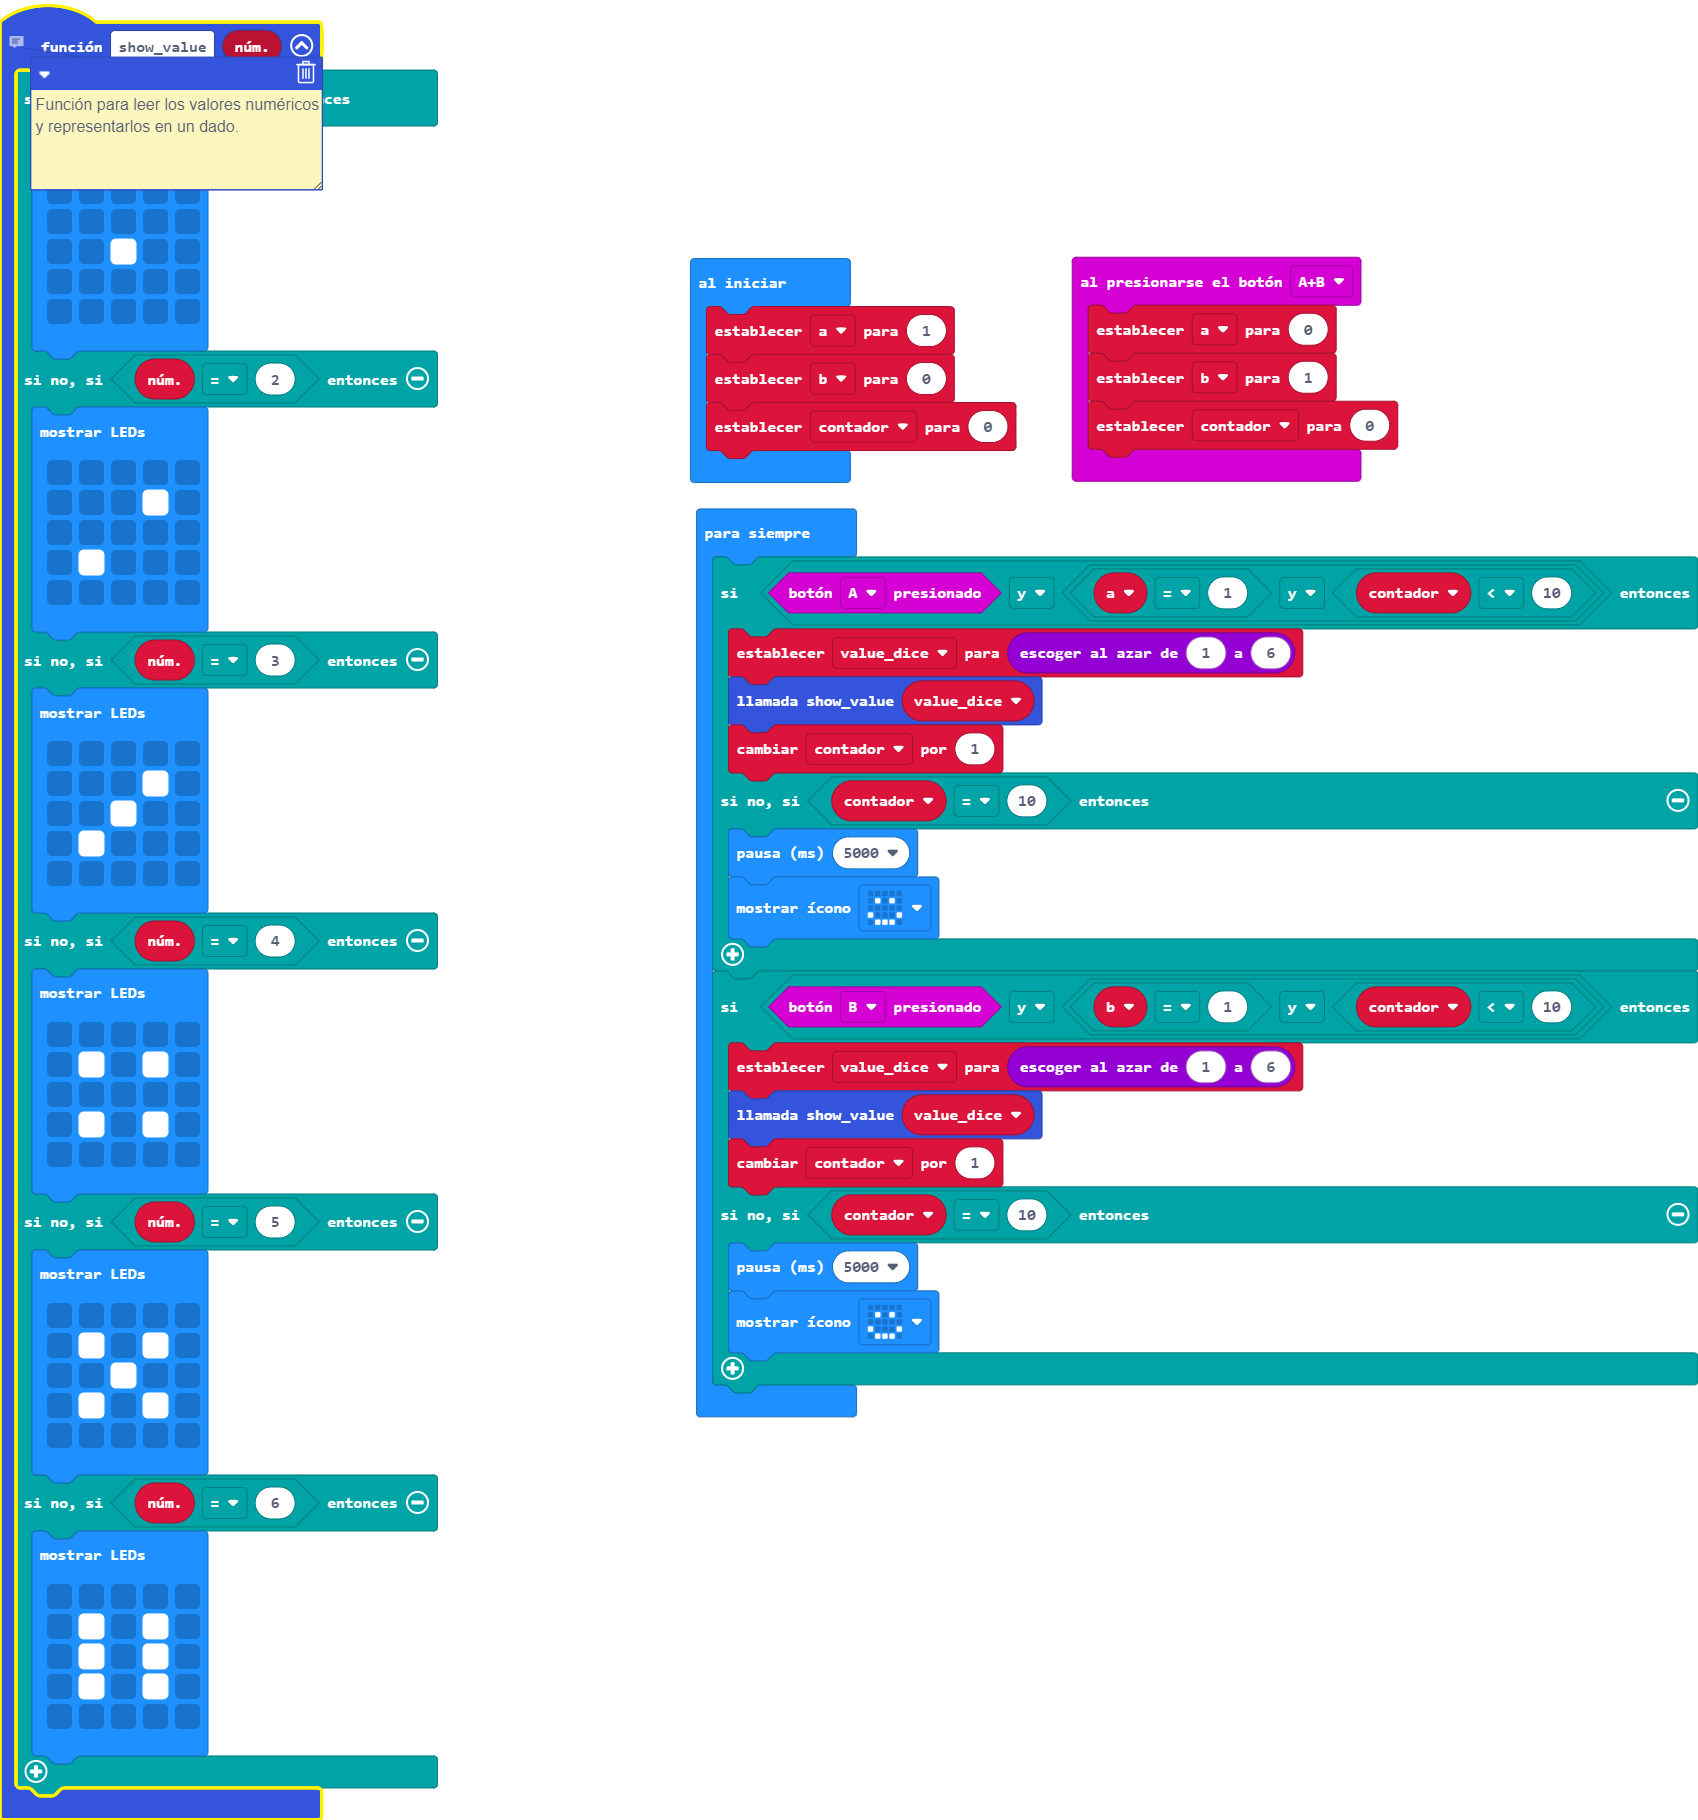 función show_value núm.
s ces
Función para leer los valores numéricos
y representarlos en un dado.
si no, si núm. = 2 entonces
mostrar LEDs
si no, si núm. = 3 entonces
mostrar LEDs
si no, si núm. = 4 entonces
mostrar LEDs
si no, si núm. = 5 entonces
mostrar LEDs
si no, si núm. = 6 entonces
mostrar LEDs
al iniciar
establecer a para 1
establecer b para 0
establecer contador para 0
al presionarse el botón A+B
establecer a para 0
establecer b para 1
establecer contador para 0
para siempre
si botón A presionado y a = 1 y contador < 10 entonces
establecer value_dice para escoger al azar de 1 a 6
llamada show_value value_dice
cambiar contador por 1
si no, si contador = 10 entonces
pausa (ms) 5000
mostrar ícono
si botón B presionado y b = 1 y contador < 10 entonces
establecer value_dice para escoger al azar de 1 a 6
llamada show_value value_dice
cambiar contador por 1
si no, si contador = 10 entonces
pausa (ms) 5000
mostrar ícono